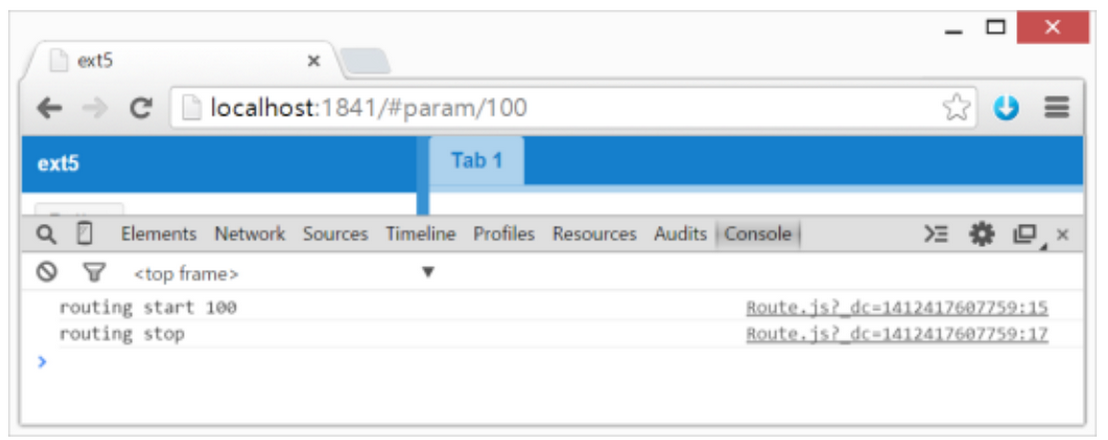 ext5
localhost:1841/#param/100
ext5 Tab 1
Elements Network Sources Timeline Profiles Resources Audits Console
<top frame>
routing start 100 Route.js?_dc=1412417607759:15
routing stop Route.js?_dc=1412417607759:17